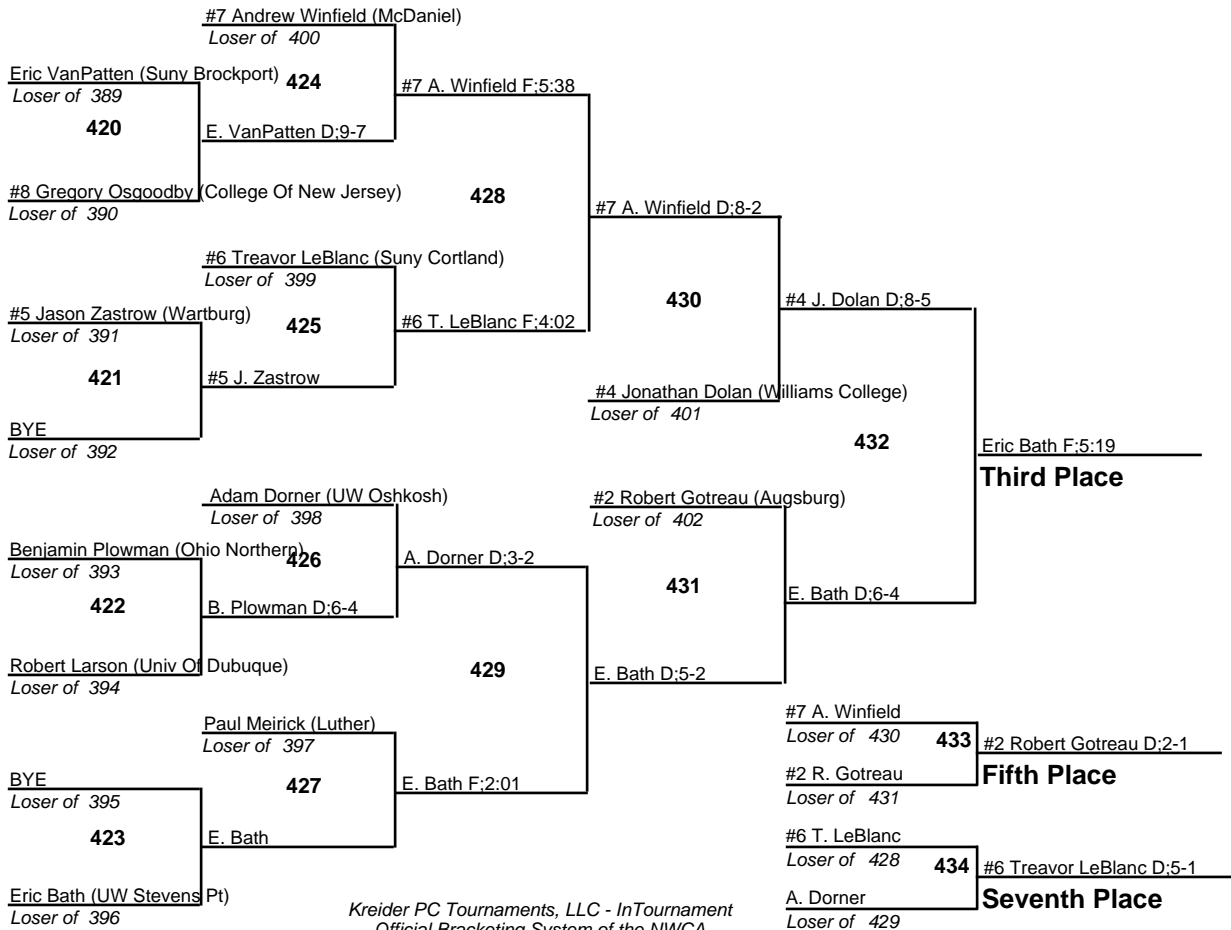 #7 Andrew Winfield (McDaniel)
Loser of 400
Eric VanPatten (Suny Brockport)
424
#7 A. Winfield F;5:38
Loser of 389
420
E. VanPatten D;9-7
#8 Gregory Osgoodby (College Of New Jersey)
428
Loser of 390
#7 A. Winfield D;8-2
#6 Treavor LeBlanc (Suny Cortland)
Loser of 399
430
#4 J. Dolan D;8-5
#5 Jason Zastrow (Wartburg)
425
#6 T. LeBlanc F;4:02
Loser of 391
421
#5 J. Zastrow
#4 Jonathan Dolan (Williams College)
Loser of 401
BYE
432
Loser of 392
Eric Bath F;5:19
Third Place
Adam Dorner (UW Oshkosh)
#2 Robert Gotreau (Augsburg)
Loser of 398
Loser of 402
Benjamin Plowman (Ohio Northern)
426
A. Dorner D;3-2
Loser of 393
431
422
B. Plowman D;6-4
E. Bath D;6-4
Robert Larson (Univ Of Dubuque)
429
E. Bath D;5-2
Loser of 394
Paul Meirick (Luther)
#7 A. Winfield
Loser of 397
Loser of 430
433
#2 Robert Gotreau D;2-1
BYE
427
E. Bath F;2:01
#2 R. Gotreau
Fifth Place
Loser of 395
Loser of 431
423
E. Bath
#6 T. LeBlanc
Loser of 428
434
#6 Treavor LeBlanc D;5-1
Eric Bath (UW Stevens Pt)
A. Dorner
Seventh Place
Loser of 396
Loser of 429
Kreider PC Tournaments, LLC - InTournament
Official Bracketing System of the NWCA